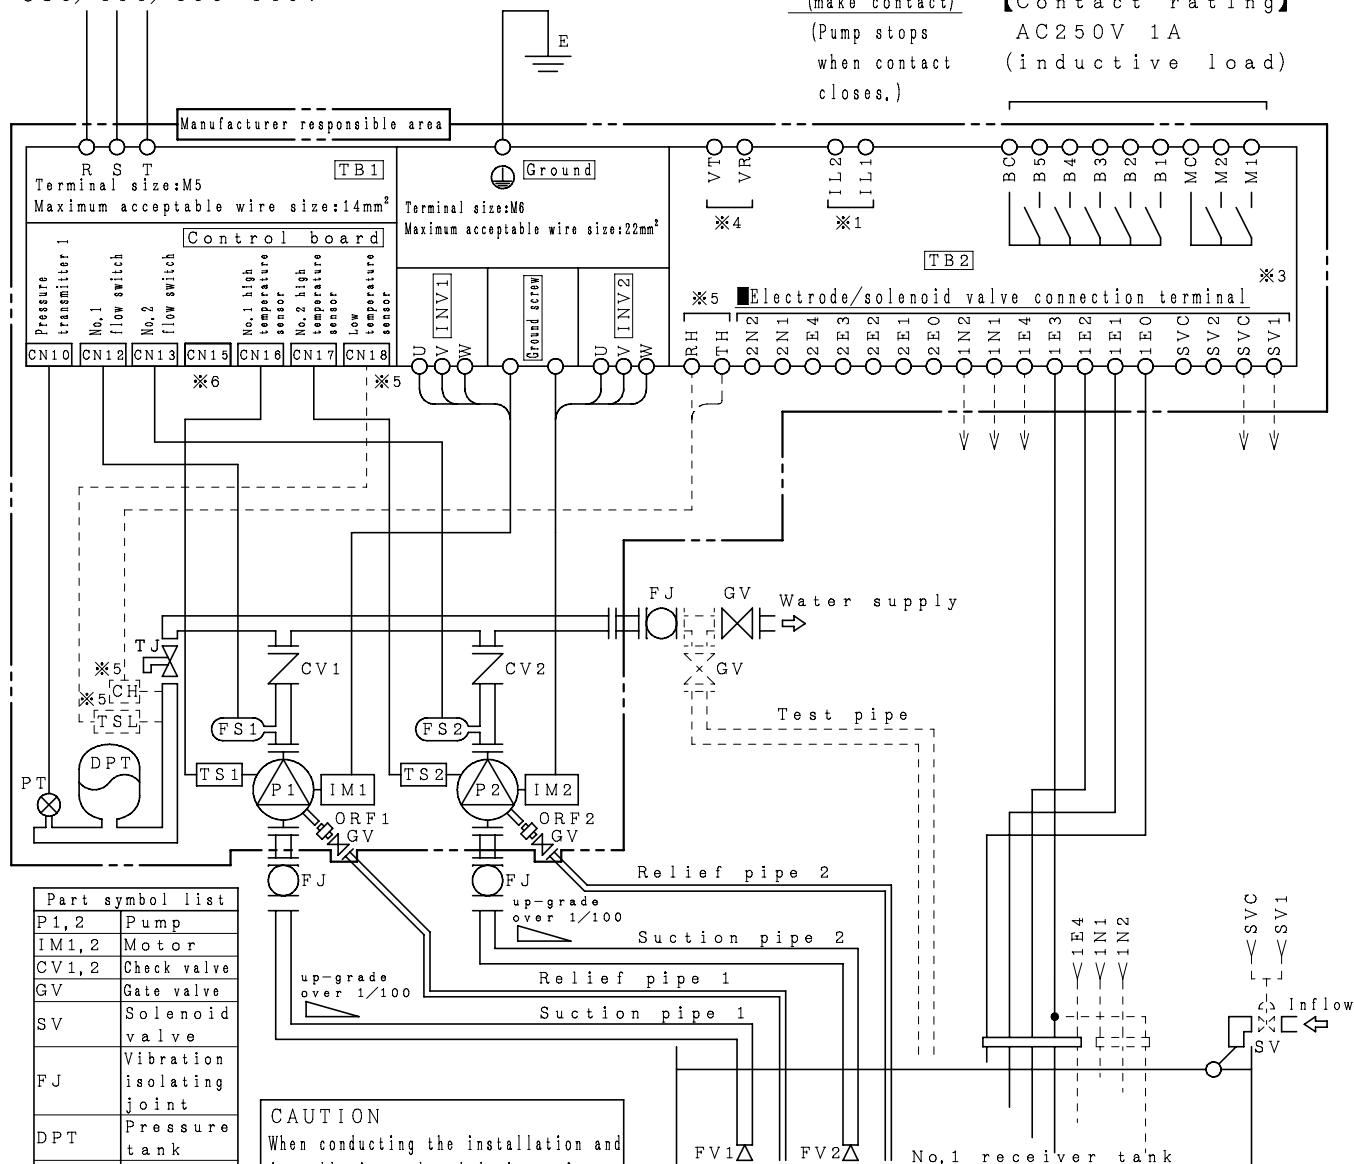 (make contact)
(Pump stops
when contact
closes.)
【Contact rating】
AC250V 1A
(inductive load)
E
Manufacturer responsible area
R S T
TB1
Terminal size:M5
Maximum acceptable wire size:14mm²
Ground
Terminal size:M6
Maximum acceptable wire size:22mm²
VT
VR
※4
IL2
IL1
※1
BC
B5
B4
B3
B2
B1
MC
M2
M1
TB2
※3
Control board
Pressure
transmitter 1
No.1
flow switch
No.2
flow switch
No.1 high
temperature
sensor
No.2 high
temperature
sensor
Low
temperature
sensor
CN10
CN12
CN13
CN15
CN16
CN17
CN18
※6
※5
INV1
Ground screw
INV2
U V W
U V W
※5
■Electrode/solenoid valve connection terminal
RH
TH
2N2
2N1
2E4
2E3
2E2
2E1
2E0
1N2
1N1
1E4
1E3
1E2
1E1
1E0
SVC
SV2
SVC
SV1
FJ
GV
Water supply
TJ
CV1
CV2
GV
※5
CH
※5
TSL
FS1
FS2
Test pipe
DPT
PT
TS1
P1
IM1
TS2
P2
IM2
ORF1
GV
ORF2
GV
FJ
FJ
Relief pipe 2
up-grade
over 1/100
Suction pipe 2
up-grade
over 1/100
Relief pipe 1
Suction pipe 1
1E4
1N1
1N2
SVC
SV1
Inflow
SV
Part symbol list
P1,2 Pump
IM1,2 Motor
CV1,2 Check valve
GV Gate valve
SV Solenoid
valve
FJ Vibration
isolating
joint
DPT Pressure
tank
CAUTION
When conducting the installation and
FV1
FV2
No.1 receiver tank